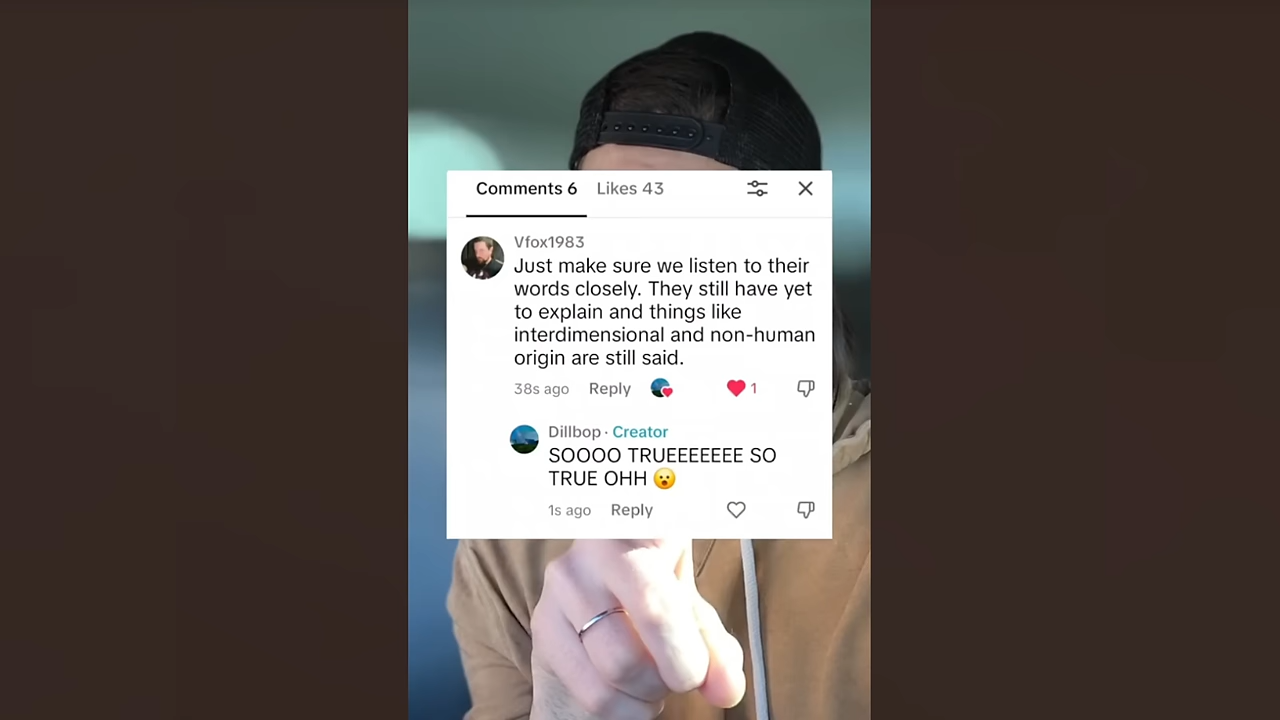 Comments 6
Likes 43
Vfox1983
Just make sure we listen to their
words closely. They still have yet
to explain and things like
interdimensional and non-human
origin are still said.
38s ago Reply 1
Dillbop · Creator
SOOOO TRUEEEEEEE SO
TRUE OHH 😮
1s ago Reply